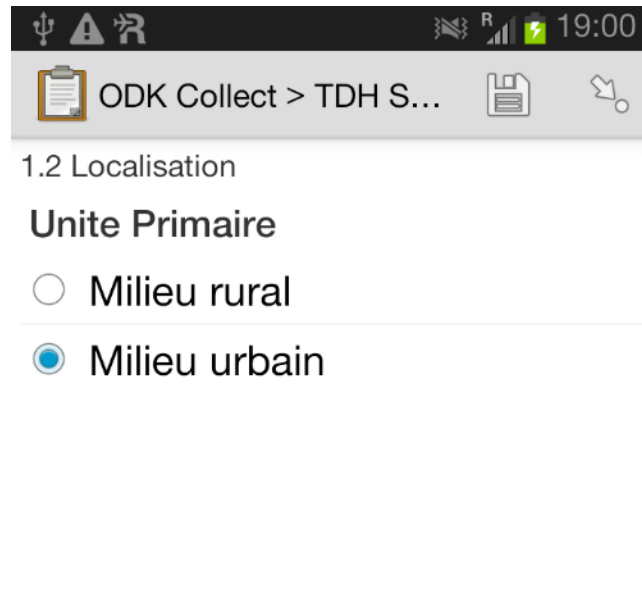 R 19:00
ODK Collect > TDH S...
1.2 Localisation
Unite Primaire
Milieu rural
Milieu urbain